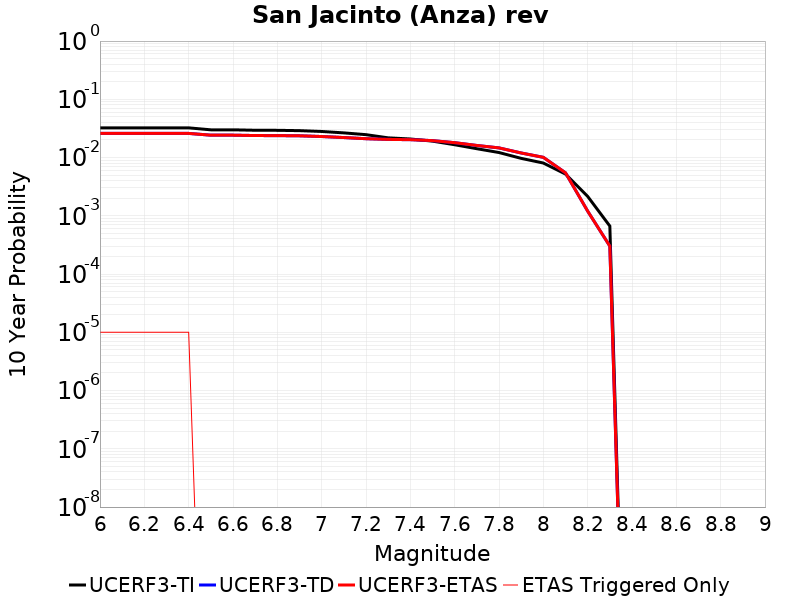 San Jacinto (Anza) rev
10^0
10^-1
10^-2
10^-3
10^-4
10^-5
10^-6
10^-7
10^-8
10 Year Probability
6 6.2 6.4 6.6 6.8 7 7.2 7.4 7.6 7.8 8 8.2 8.4 8.6 8.8 9
Magnitude
UCERF3-TI UCERF3-TD UCERF3-ETAS ETAS Triggered Only